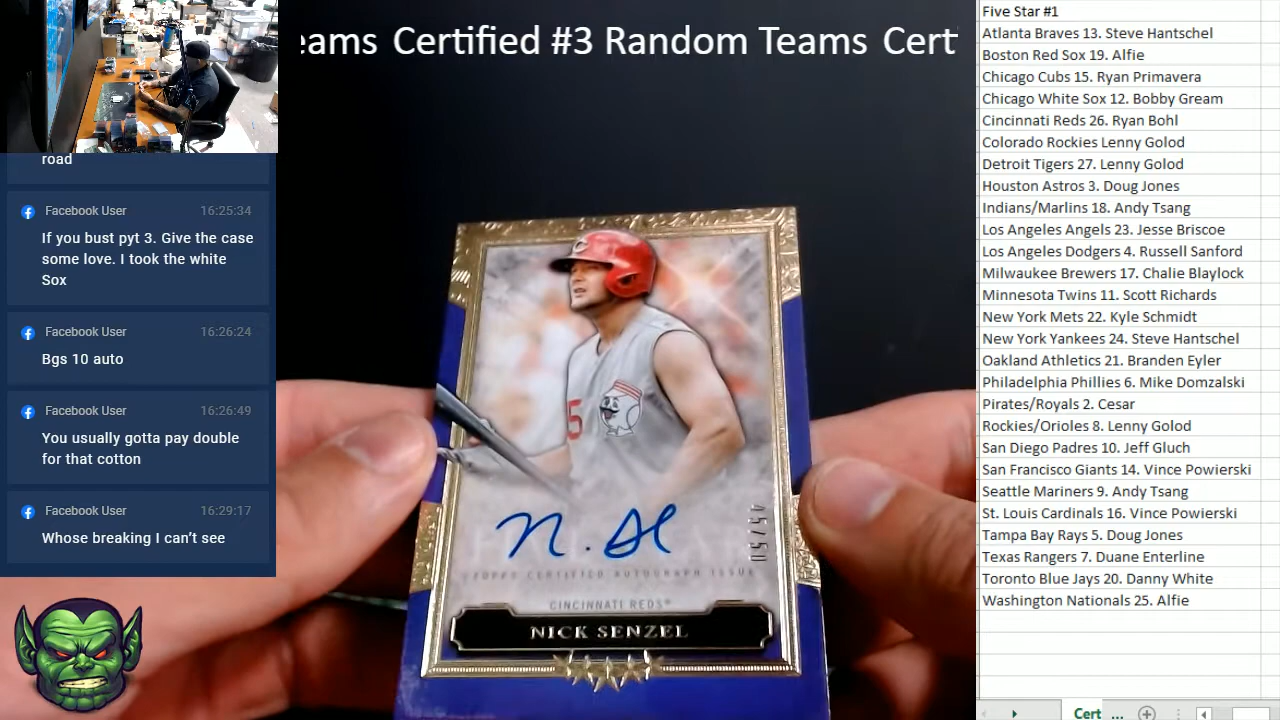 eams Certified #3 Random Teams Cert
road
Facebook User 16:25:34
If you bust pyt 3. Give the case
some love. I took the white
Sox
Facebook User 16:26:24
Bgs 10 auto
Facebook User 16:26:49
You usually gotta pay double
for that cotton
Facebook User 16:29:17
Whose breaking I can't see
5
N. Sl
45/50
TOPPS CERTIFIED AUTOGRAPH ISSUE
CINCINNATI REDS®
NICK SENZEL
Five Star #1
Atlanta Braves 13. Steve Hantschel
Boston Red Sox 19. Alfie
Chicago Cubs 15. Ryan Primavera
Chicago White Sox 12. Bobby Gream
Cincinnati Reds 26. Ryan Bohl
Colorado Rockies Lenny Golod
Detroit Tigers 27. Lenny Golod
Houston Astros 3. Doug Jones
Indians/Marlins 18. Andy Tsang
Los Angeles Angels 23. Jesse Briscoe
Los Angeles Dodgers 4. Russell Sanford
Milwaukee Brewers 17. Chalie Blaylock
Minnesota Twins 11. Scott Richards
New York Mets 22. Kyle Schmidt
New York Yankees 24. Steve Hantschel
Oakland Athletics 21. Branden Eyler
Philadelphia Phillies 6. Mike Domzalski
Pirates/Royals 2. Cesar
Rockies/Orioles 8. Lenny Golod
San Diego Padres 10. Jeff Gluch
San Francisco Giants 14. Vince Powierski
Seattle Mariners 9. Andy Tsang
St. Louis Cardinals 16. Vince Powierski
Tampa Bay Rays 5. Doug Jones
Texas Rangers 7. Duane Enterline
Toronto Blue Jays 20. Danny White
Washington Nationals 25. Alfie
Cert ...